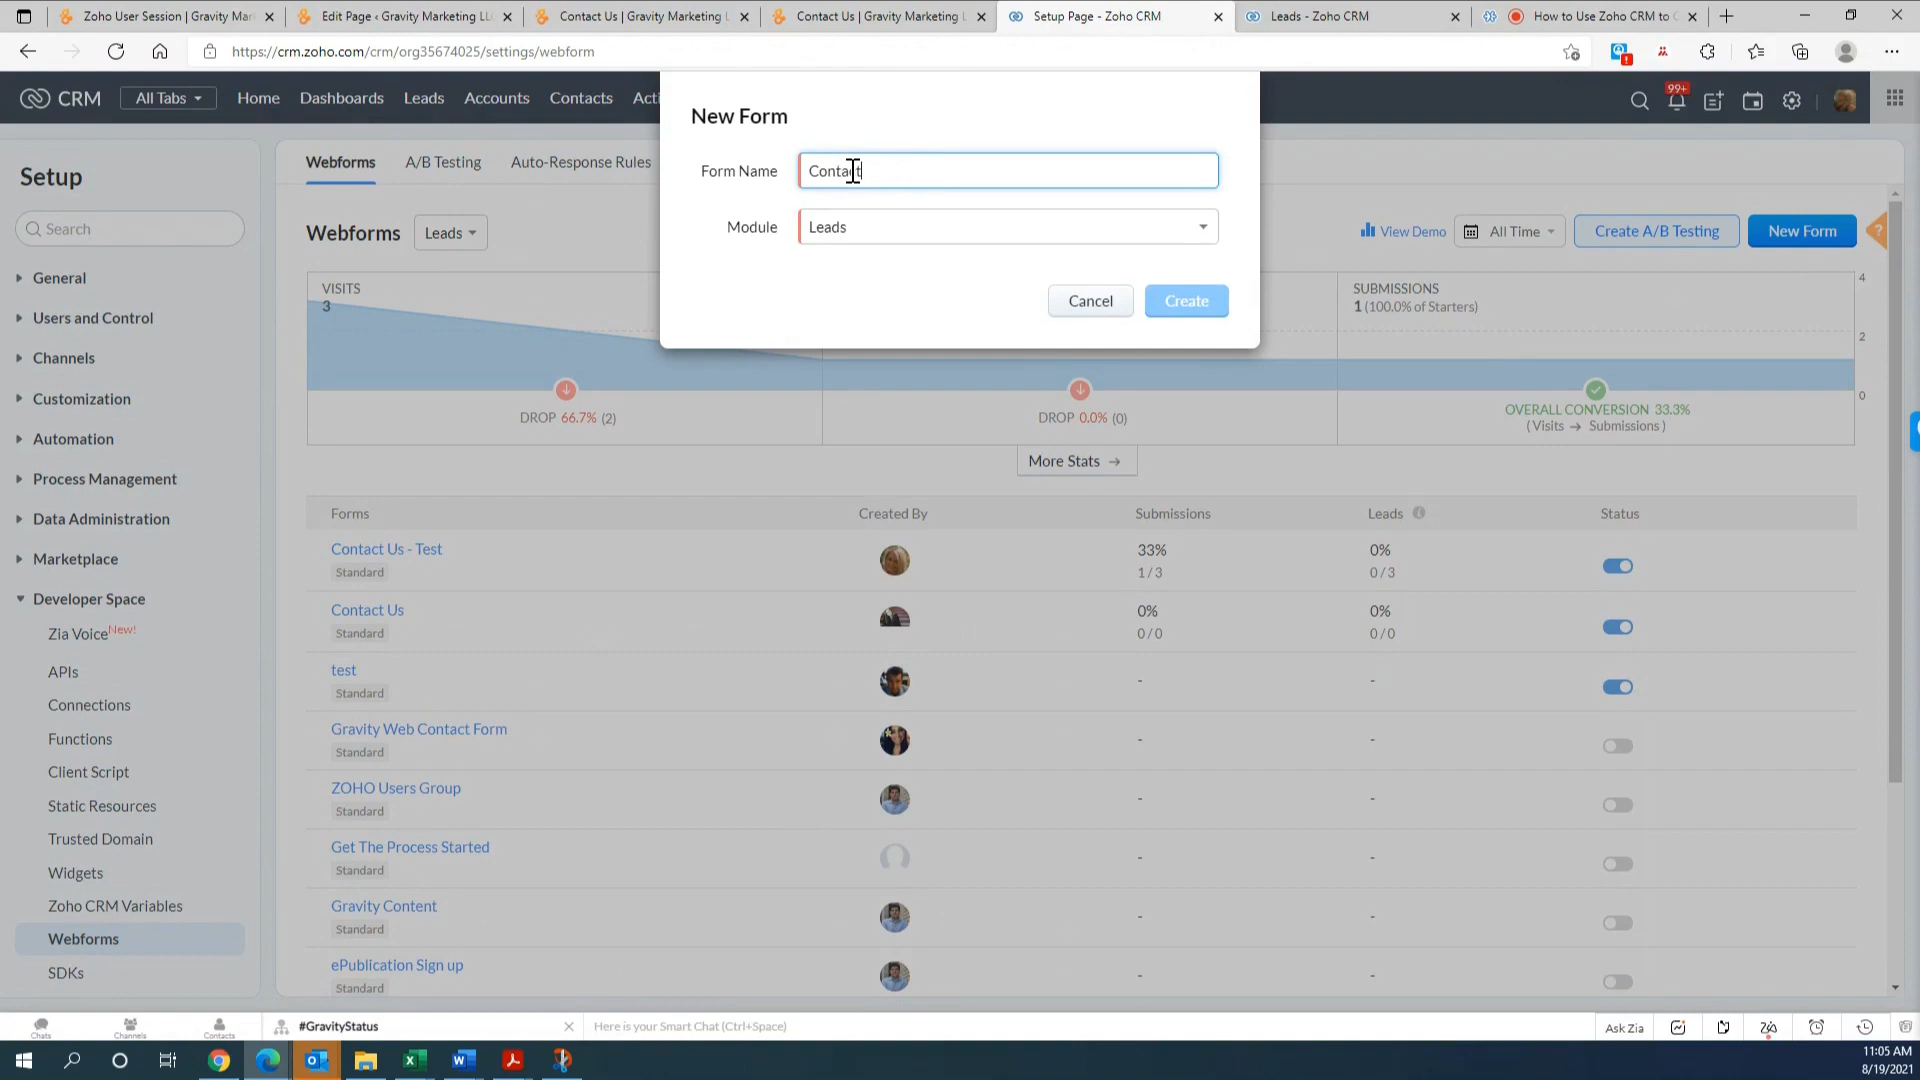 Zoho User Session | Gravity Mar
Edit Page ‹ Gravity Marketing LLC
Contact Us | Gravity Marketing L
Contact Us | Gravity Marketing L
Setup Page - Zoho CRM
Leads - Zoho CRM
How to Use Zoho CRM to C
https://crm.zoho.com/crm/org35674025/settings/webform
CRM
All Tabs
Home
Dashboards
Leads
Accounts
Contacts
Acti
99+
New Form
Form Name
Contact
Module
Leads
Cancel
Create
Setup
Search
General
Users and Control
Channels
Customization
Automation
Process Management
Data Administration
Marketplace
Developer Space
Zia Voice New!
APIs
Connections
Functions
Client Script
Static Resources
Trusted Domain
Widgets
Zoho CRM Variables
Webforms
SDKs
Webforms
A/B Testing
Auto-Response Rules
Webforms
Leads
View Demo
All Time
Create A/B Testing
New Form
?
VISITS
3
SUBMISSIONS
1 (100.0% of Starters)
4
2
0
DROP 66.7% (2)
DROP 0.0% (0)
OVERALL CONVERSION 33.3%
( Visits → Submissions )
More Stats →
Forms
Created By
Submissions
Leads
Status
Contact Us - Test
Standard
33%
1 / 3
0%
0 / 3
Contact Us
Standard
0%
0 / 0
0%
0 / 0
test
Standard
-
-
Gravity Web Contact Form
Standard
-
-
ZOHO Users Group
Standard
-
-
Get The Process Started
Standard
-
-
Gravity Content
Standard
-
-
ePublication Sign up
Standard
-
-
Chats
Channels
Contacts
#GravityStatus
Here is your Smart Chat (Ctrl+Space)
Ask Zia
11:05 AM
8/19/2021